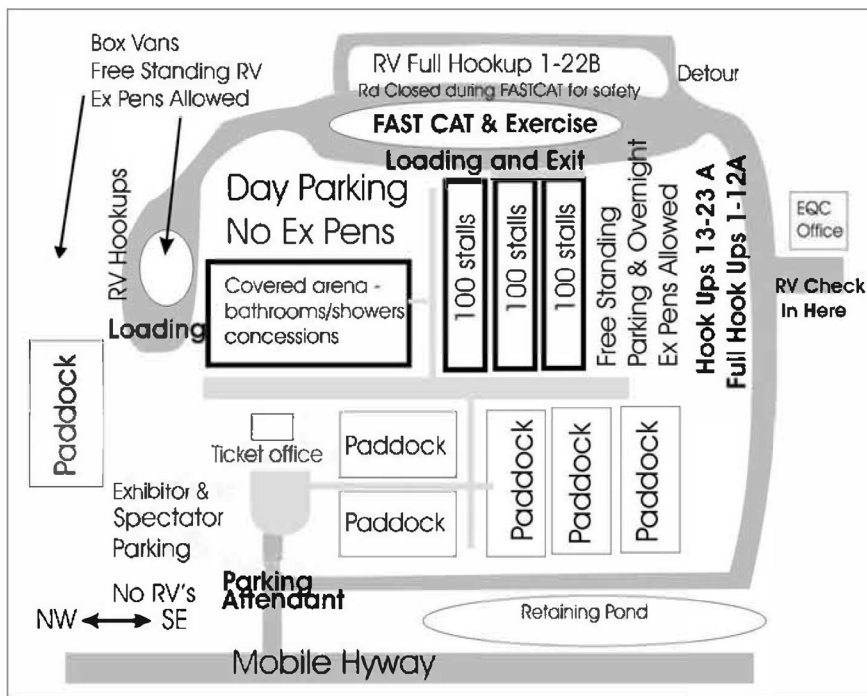 Box Vans
Free Standing RV
Ex Pens Allowed
RV Full Hookup 1-22B
Rd Closed during FASTCAT for safety
Detour
FAST CAT & Exercise
Loading and Exit
RV Hookups
Loading
Day Parking
No Ex Pens
Covered arena -
bathrooms/showers
concessions
100 stalls
100 stalls
100 stalls
Free Standing
Parking & Overnight
Ex Pens Allowed
Hook Ups 13-23 A
Full Hook Ups 1-12A
EQC
Office
RV Check
In Here
Paddock
Ticket office
Paddock
Paddock
Paddock
Paddock
Paddock
Exhibitor &
Spectator
Parking
No RV's
NW
SE
Parking
Attendant
Retaining Pond
Mobile Hyway